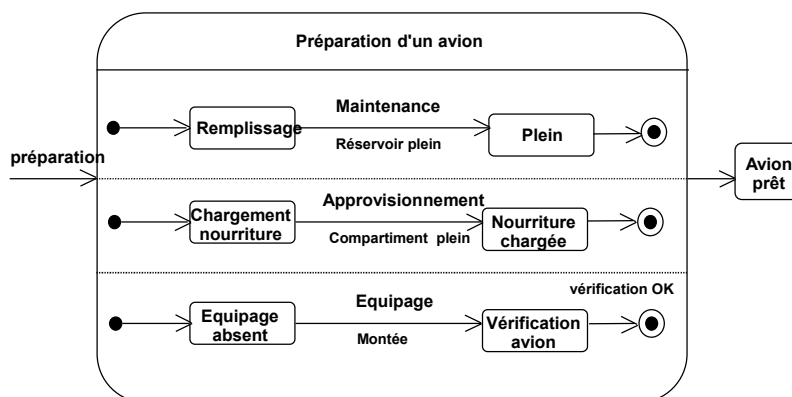 Préparation d'un avion
Maintenance
Remplissage
Réservoir plein
Plein
préparation
Avion
prêt
Approvisionnement
Chargement
nourriture
Compartiment plein
Nourriture
chargée
vérification OK
Equipage
Equipage
absent
Montée
Vérification
avion